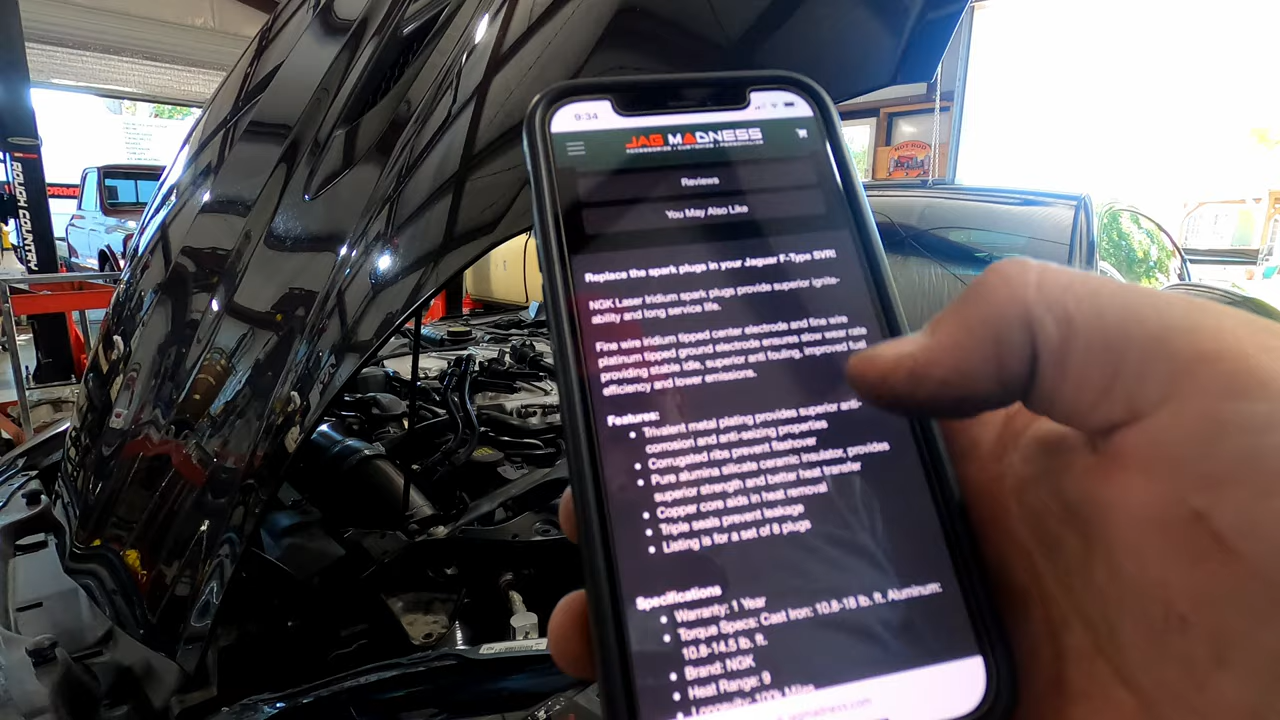 9:34
JAG MADNESS
ACCESSORIES • CUSTOMIZE • PERSONALIZE
Reviews
You May Also Like
Replace the spark plugs in your Jaguar F-Type SVR!
NGK Laser Iridium spark plugs provide superior ignite-
ability and long service life.
Fine wire iridium tipped center electrode and fine wire
platinum tipped ground electrode ensures slow wear rate
providing stable idle, superior anti fouling, improved fuel
efficiency and lower emissions.
Features:
Trivalent metal plating provides superior anti-
corrosion and anti-seizing properties
Corrugated ribs prevent flashover
Pure alumina silicate ceramic insulator, provides
superior strength and better heat transfer
Copper core aids in heat removal
Triple seals prevent leakage
Listing is for a set of 8 plugs
Specifications
Warranty: 1 Year
Torque Specs: Cast Iron: 10.8-18 lb. ft. Aluminum:
10.8-14.5 lb. ft.
Brand: NGK
Heat Range: 9
Longevity: 100k Miles
jagmadness.com
ROUGH COUNTRY
HOT ROD